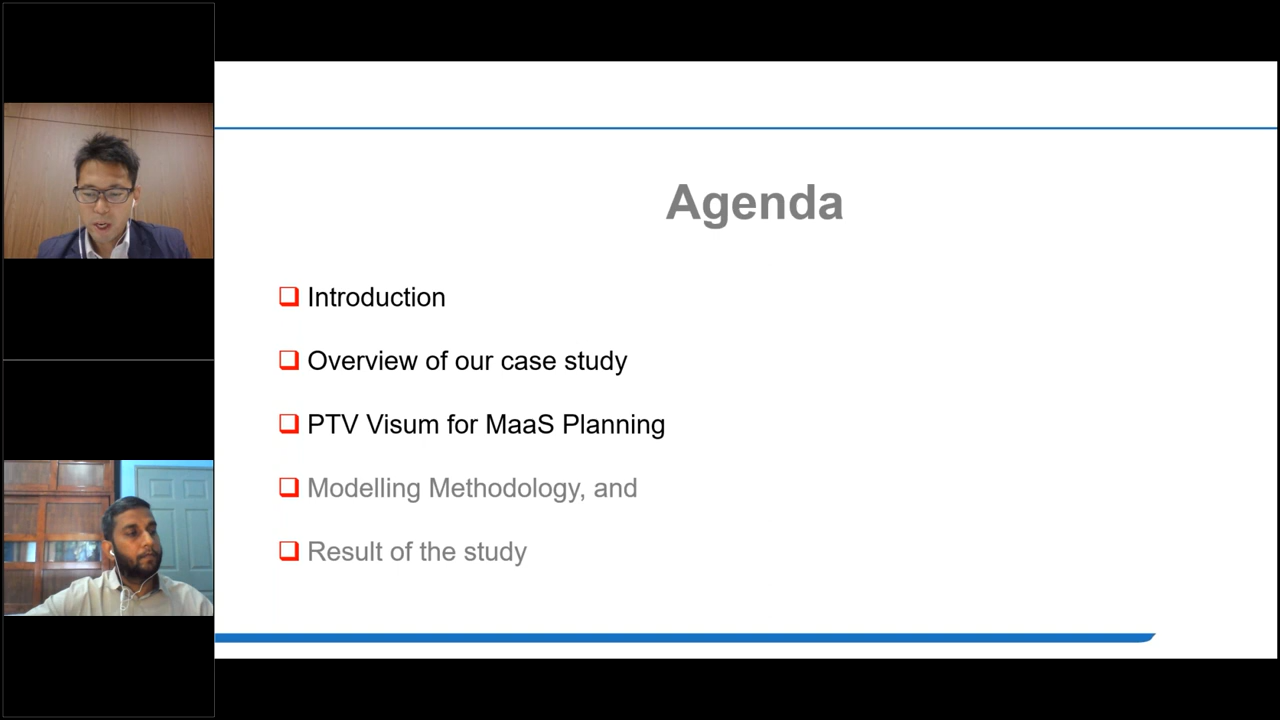 Agenda
Introduction
Overview of our case study
PTV Visum for MaaS Planning
Modelling Methodology, and
Result of the study